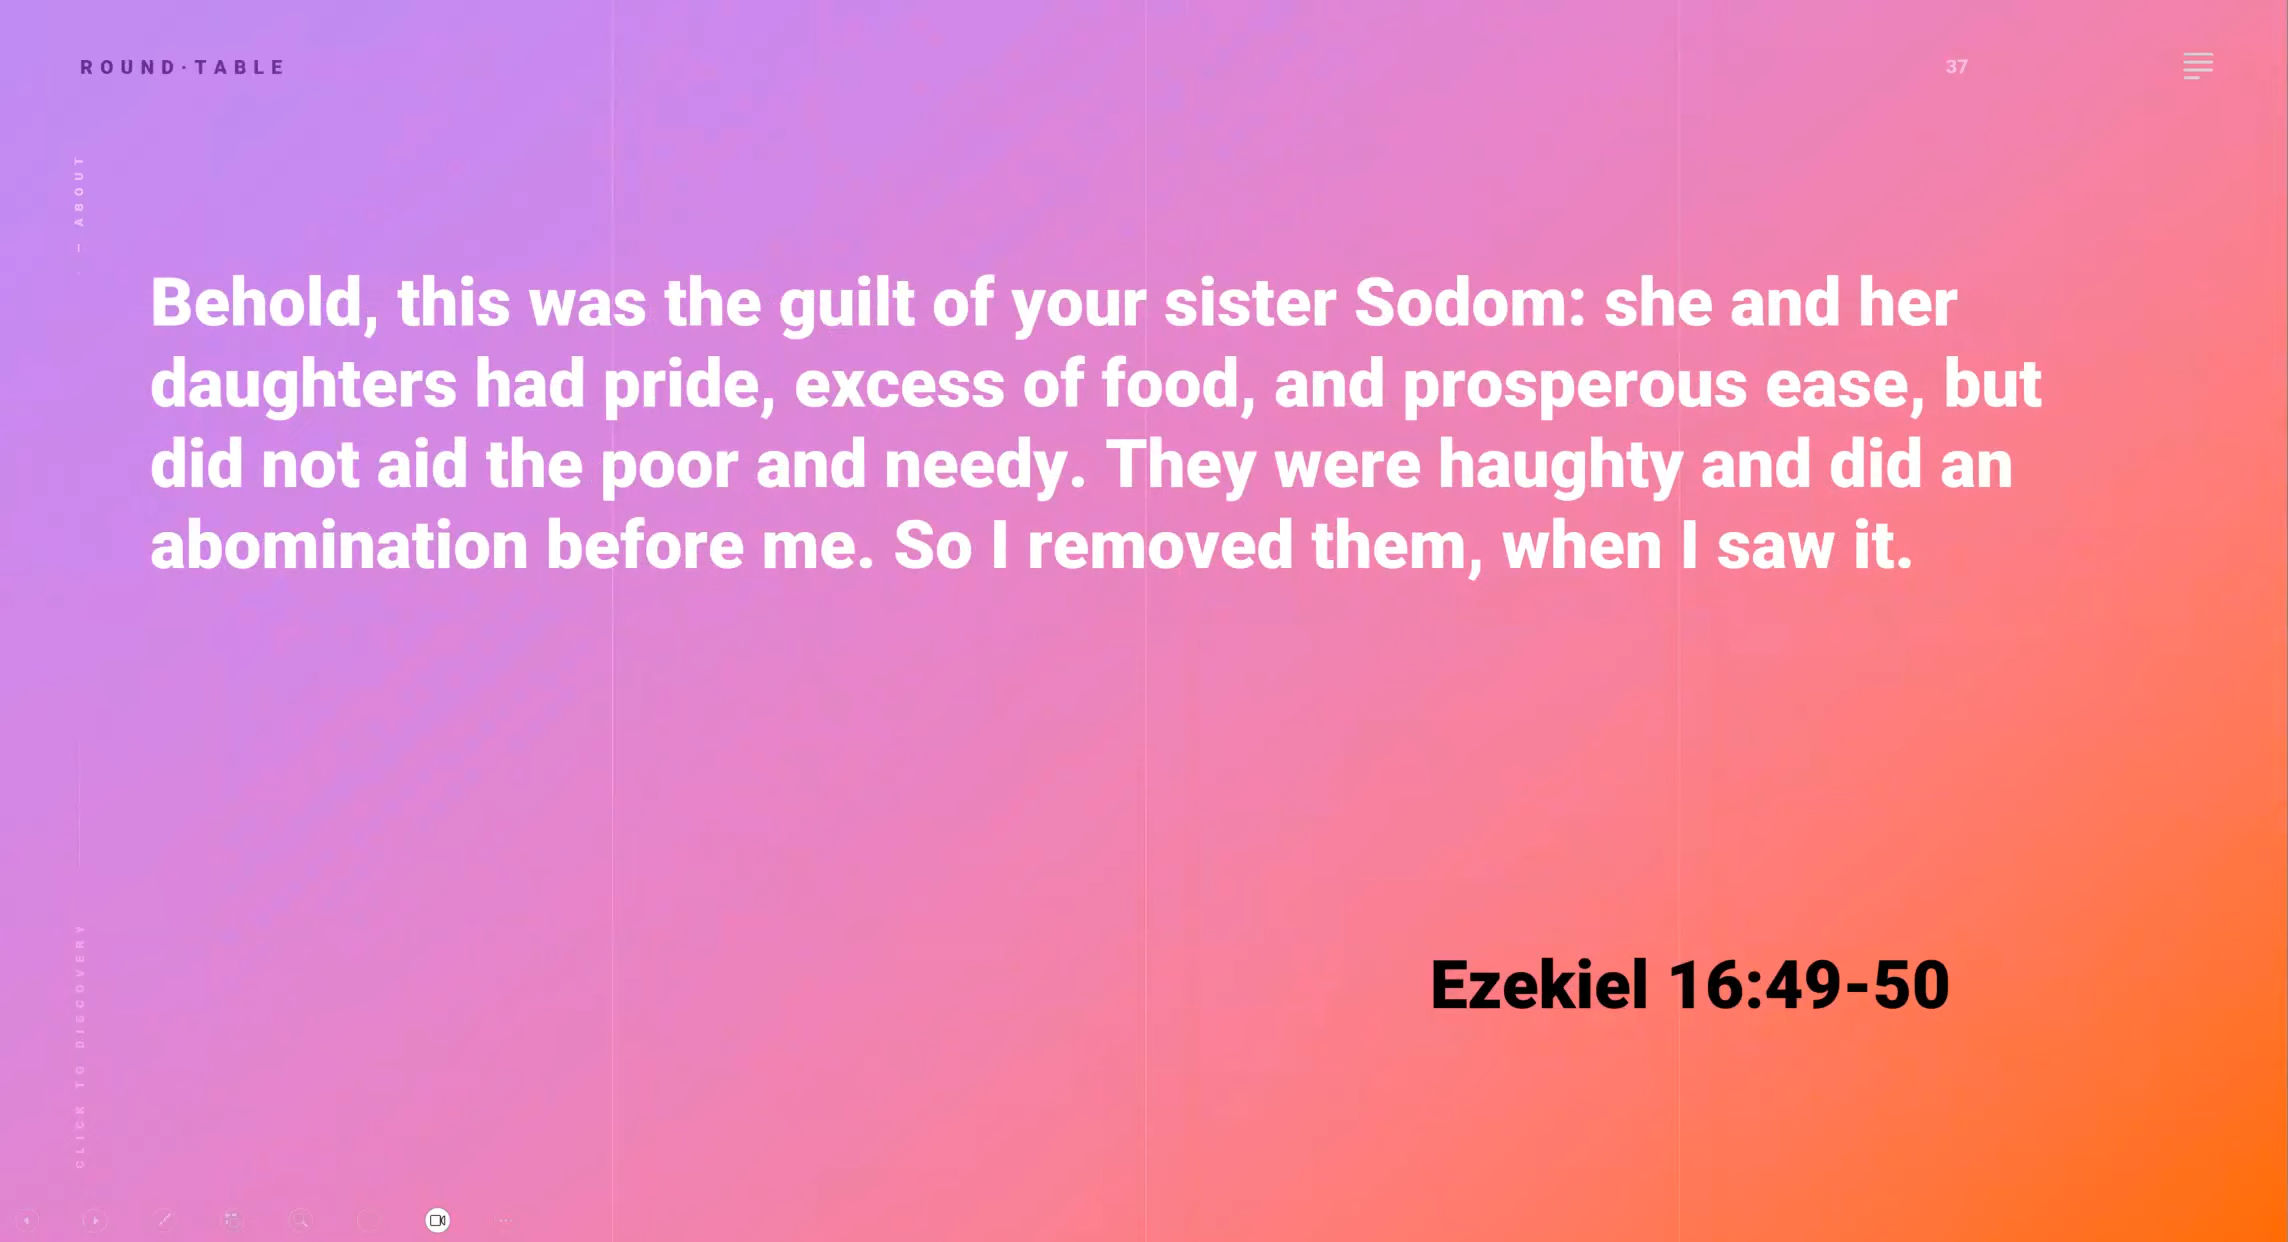 ROUND·TABLE
37
— ABOUT
Behold, this was the guilt of your sister Sodom: she and her
daughters had pride, excess of food, and prosperous ease, but
did not aid the poor and needy. They were haughty and did an
abomination before me. So I removed them, when I saw it.
Ezekiel 16:49-50
CLICK TO DISCOVERY